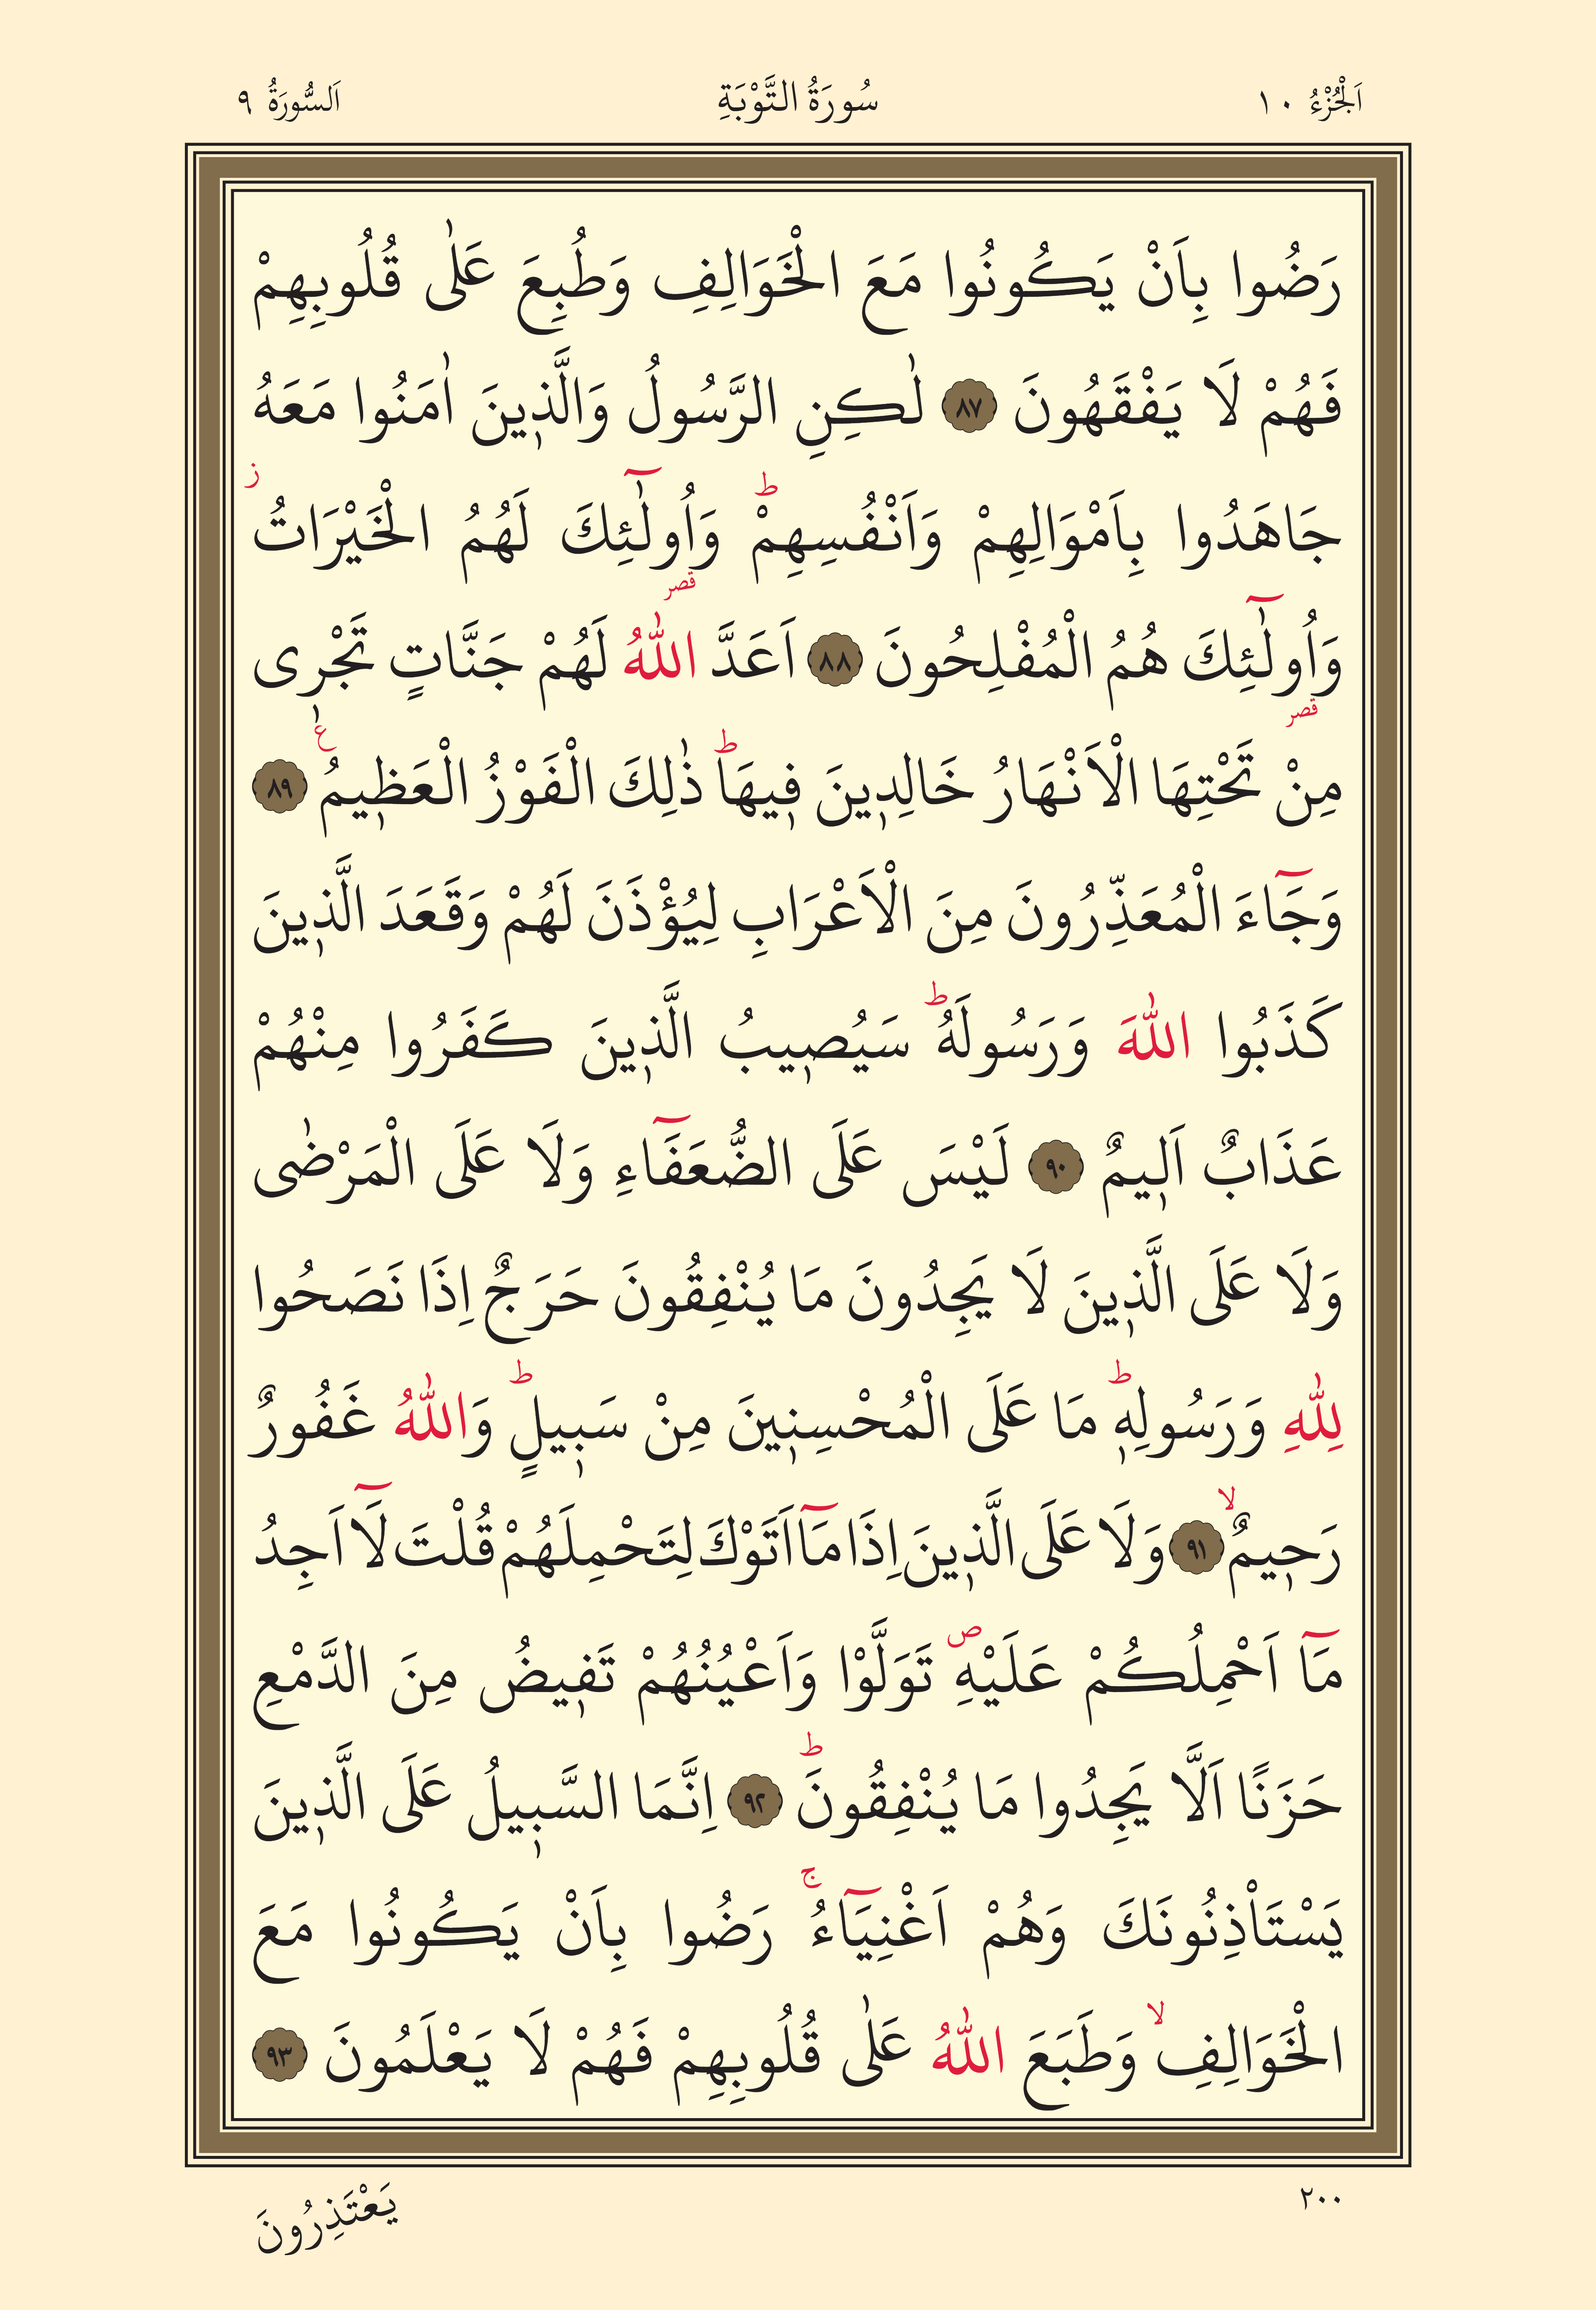 اَلْجُزْءُ ١٠ سُورَةُ التَّوْبَةِ اَلسُّورَةُ ٩
رَضُوا بِاَنْ يَكُونُوا مَعَ الْخَوَالِفِ وَطُبِعَ عَلٰى قُلُوبِهِمْ
فَهُمْ لَا يَفْقَهُونَ ٨٧ لٰكِنِ الرَّسُولُ وَالَّذ۪ينَ اٰمَنُوا مَعَهُ
جَاهَدُوا بِاَمْوَالِهِمْ وَاَنْفُسِهِمْۜ وَاُو۬لٰٓئِكَ لَهُمُ الْخَيْرَاتُۘ
وَاُو۬لٰٓئِكَ هُمُ الْمُفْلِحُونَ ٨٨ اَعَدَّ اللّٰهُ لَهُمْ جَنَّاتٍ تَجْر۪ى
مِنْ تَحْتِهَا الْاَنْهَارُ خَالِد۪ينَ ف۪يهَاۜ ذٰلِكَ الْفَوْزُ الْعَظ۪يمُ۟ ٨٩
وَجَٓاءَ الْمُعَذِّرُونَ مِنَ الْاَعْرَابِ لِيُؤْذَنَ لَهُمْ وَقَعَدَ الَّذ۪ينَ
كَذَبُوا اللّٰهَ وَرَسُولَهُۜ سَيُص۪يبُ الَّذ۪ينَ كَفَرُوا مِنْهُمْ
عَذَابٌ اَل۪يمٌ ٩٠ لَيْسَ عَلَى الضُّعَفَٓاءِ وَلَا عَلَى الْمَرْضٰى
وَلَا عَلَى الَّذ۪ينَ لَا يَجِدُونَ مَا يُنْفِقُونَ حَرَجٌ اِذَا نَصَحُوا
لِلّٰهِ وَرَسُولِه۪ۜ مَا عَلَى الْمُحْسِن۪ينَ مِنْ سَب۪يلٍۜ وَاللّٰهُ غَفُورٌ
رَح۪يمٌۙ ٩١ وَلَا عَلَى الَّذ۪ينَ اِذَا مَٓا اَتَوْكَ لِتَحْمِلَهُمْ قُلْتَ لَٓا اَجِدُ
مَٓا اَحْمِلُكُمْ عَلَيْهِۖ تَوَلَّوْا وَاَعْيُنُهُمْ تَف۪يضُ مِنَ الدَّمْعِ
حَزَنًا اَلَّا يَجِدُوا مَا يُنْفِقُونَۜ ٩٢ اِنَّمَا السَّب۪يلُ عَلَى الَّذ۪ينَ
يَسْتَاْذِنُونَكَ وَهُمْ اَغْنِيَٓاءُۚ رَضُوا بِاَنْ يَكُونُوا مَعَ
الْخَوَالِفِۙ وَطَبَعَ اللّٰهُ عَلٰى قُلُوبِهِمْ فَهُمْ لَا يَعْلَمُونَ ٩٣
٢٠٠ يَعْتَذِرُونَ